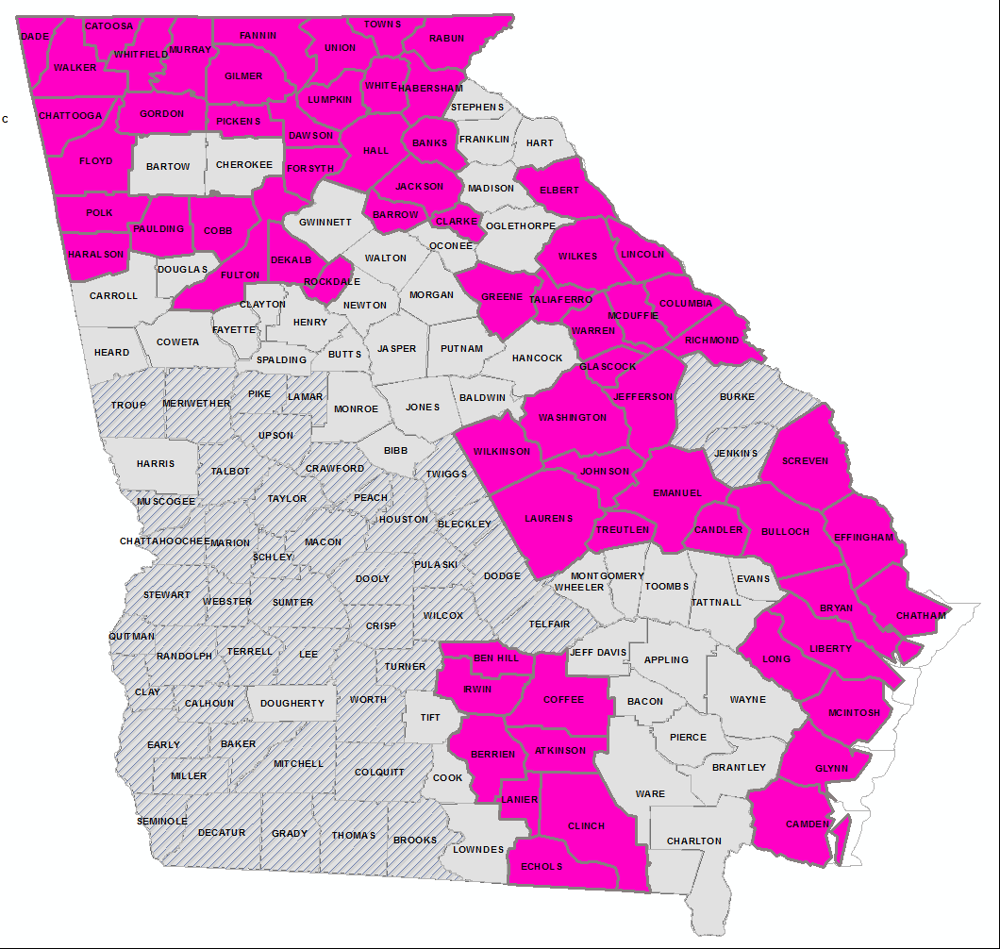 TOWNS
CATOOSA
DADE
FANNIN
RABUN
UNION
MURRAY
WHITFIELD
WALKER
GILMER
WHITE
HABERSHAM
LUMPKIN
STEPHENS
C
CHATTOOGA
GORDON
PICKENS
DAWSON
FRANKLIN
HART
BANKS
HALL
FLOYD
BARTOW
CHEROKEE
FORSYTH
JACKSON
MADISON
ELBERT
POLK
BARROW
CLARKE
GWINNETT
OGLETHORPE
PAULDING
COBB
OCONEE
HARALSON
DEKALB
WALTON
WILKES
LINCOLN
DOUGLAS
FULTON
ROCKDALE
CARROLL
MORGAN
GREENE
TALIAFERRO
COLUMBIA
CLAYTON
NEWTON
MCDUFFIE
HENRY
FAYETTE
WARREN
COWETA
RICHMOND
HEARD
SPALDING
BUTTS
JASPER
PUTNAM
HANCOCK
GLASCOCK
PIKE
LAMAR
BALDWIN
JEFFERSON
BURKE
TROUP
MERIWETHER
MONROE
JONES
WASHINGTON
UPSON
BIBB
WILKINSON
JENKINS
SCREVEN
HARRIS
TALBOT
CRAWFORD
TWIGGS
JOHNSON
MUSCOGEE
TAYLOR
PEACH
EMANUEL
HOUSTON
BLECKLEY
LAURENS
TREUTLEN
CANDLER
BULLOCH
EFFINGHAM
CHATTAHOOCHEE
MARION
MACON
SCHLEY
PULASKI
DOOLY
DODGE
MONTGOMERY
WHEELER
TOOMBS
EVANS
STEWART
WEBSTER
SUMTER
TATTNALL
BRYAN
CHATHAM
WILCOX
CRISP
TELFAIR
QUITMAN
RANDOLPH
TERRELL
LEE
BEN HILL
JEFF DAVIS
APPLING
LONG
LIBERTY
TURNER
CLAY
CALHOUN
DOUGHERTY
WORTH
IRWIN
COFFEE
BACON
WAYNE
MCINTOSH
TIFT
EARLY
BAKER
PIERCE
BERRIEN
ATKINSON
MITCHELL
MILLER
COLQUITT
COOK
BRANTLEY
GLYNN
LANIER
WARE
SEMINOLE
DECATUR
GRADY
THOMAS
BROOKS
CLINCH
CAMDEN
CHARLTON
LOWNDES
ECHOLS